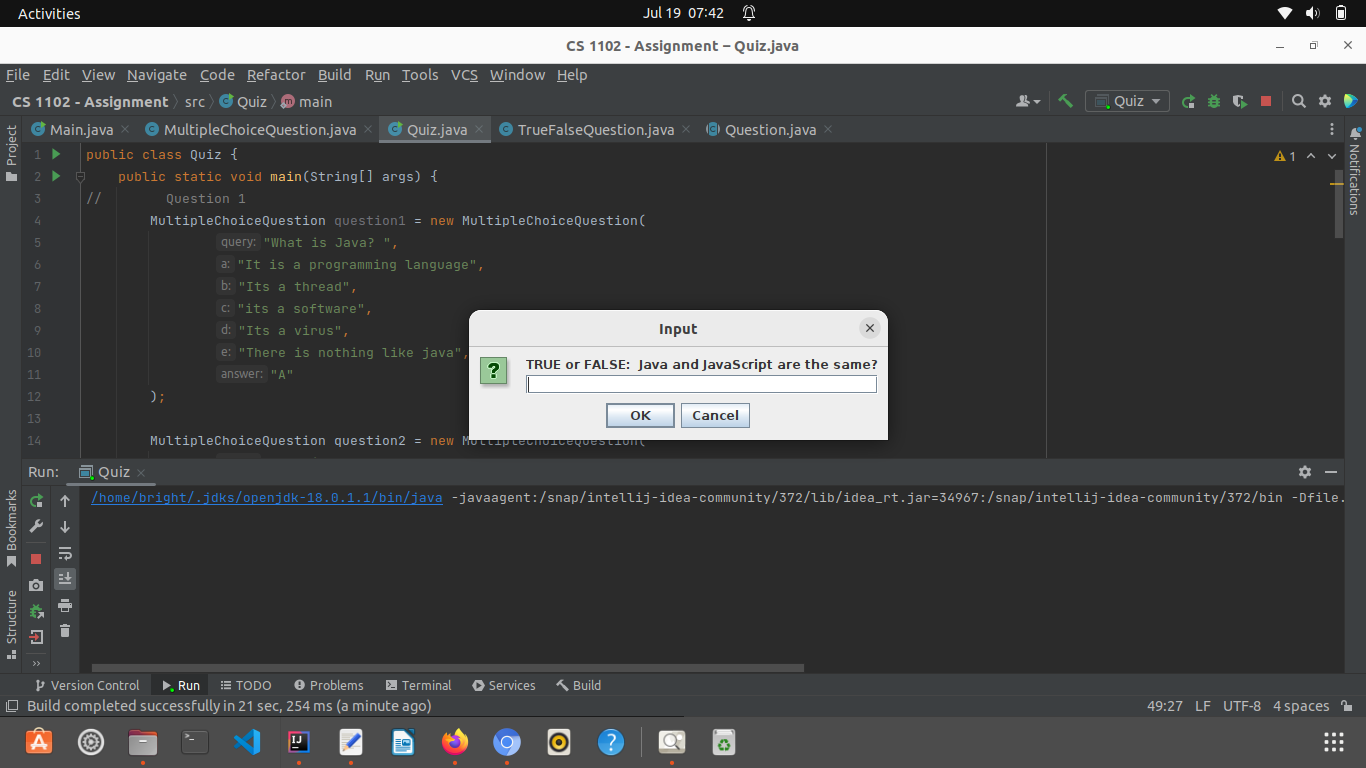 Activities
Jul 19 07:42
CS 1102 - Assignment – Quiz.java
File Edit View Navigate Code Refactor Build Run Tools VCS Window Help
CS 1102 - Assignment src Quiz main
Quiz
Project
Main.java MultipleChoiceQuestion.java Quiz.java TrueFalseQuestion.java Question.java
Notifications
1 public class Quiz {
1
2 public static void main(String[] args) {
3 // Question 1
4 MultipleChoiceQuestion question1 = new MultipleChoiceQuestion(
5 query: "What is Java? ",
6 a: "It is a programming language",
7 b: "Its a thread",
8 c: "its a software",
9 d: "Its a virus",
10 e: "There is nothing like java",
11 answer: "A"
12 );
13
14 MultipleChoiceQuestion question2 = new MultipleChoiceQuestion(
Input
TRUE or FALSE: Java and JavaScript are the same?
OK Cancel
Run: Quiz
/home/bright/.jdks/openjdk-18.0.1.1/bin/java -javaagent:/snap/intellij-idea-community/372/lib/idea_rt.jar=34967:/snap/intellij-idea-community/372/bin -Dfile.
Bookmarks
Structure
Version Control Run TODO Problems Terminal Services Build
Build completed successfully in 21 sec, 254 ms (a minute ago)
49:27 LF UTF-8 4 spaces